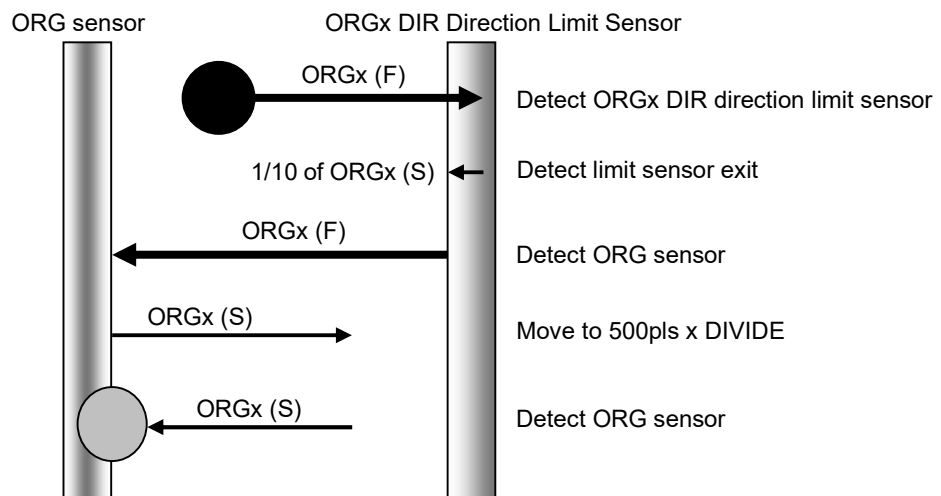 ORG sensor
ORGx DIR Direction Limit Sensor
ORGx (F)
Detect ORGx DIR direction limit sensor
1/10 of ORGx (S)
Detect limit sensor exit
ORGx (F)
Detect ORG sensor
ORGx (S)
Move to 500pls x DIVIDE
ORGx (S)
Detect ORG sensor